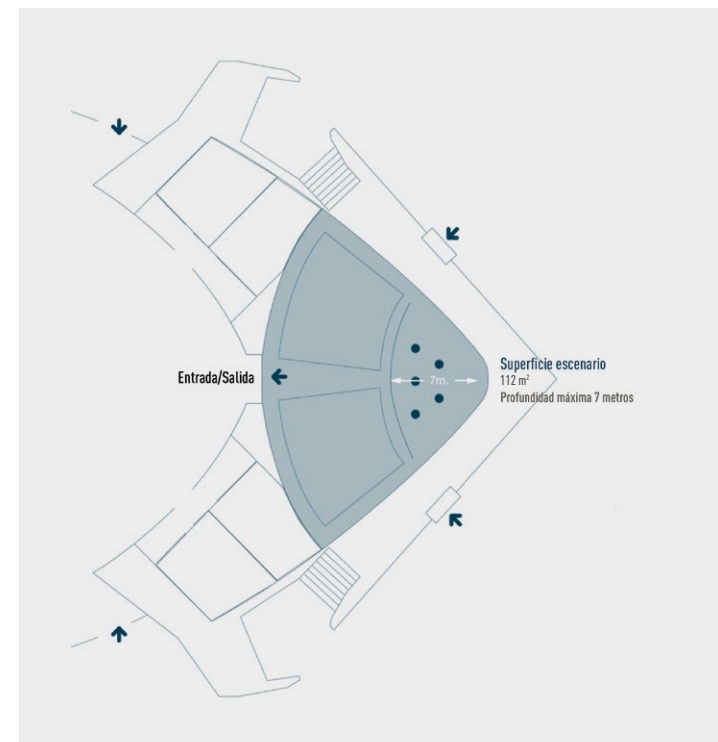 Entrada/Salida
7m.
Superficie escenario
112 m²
Profundidad máxima 7 metros